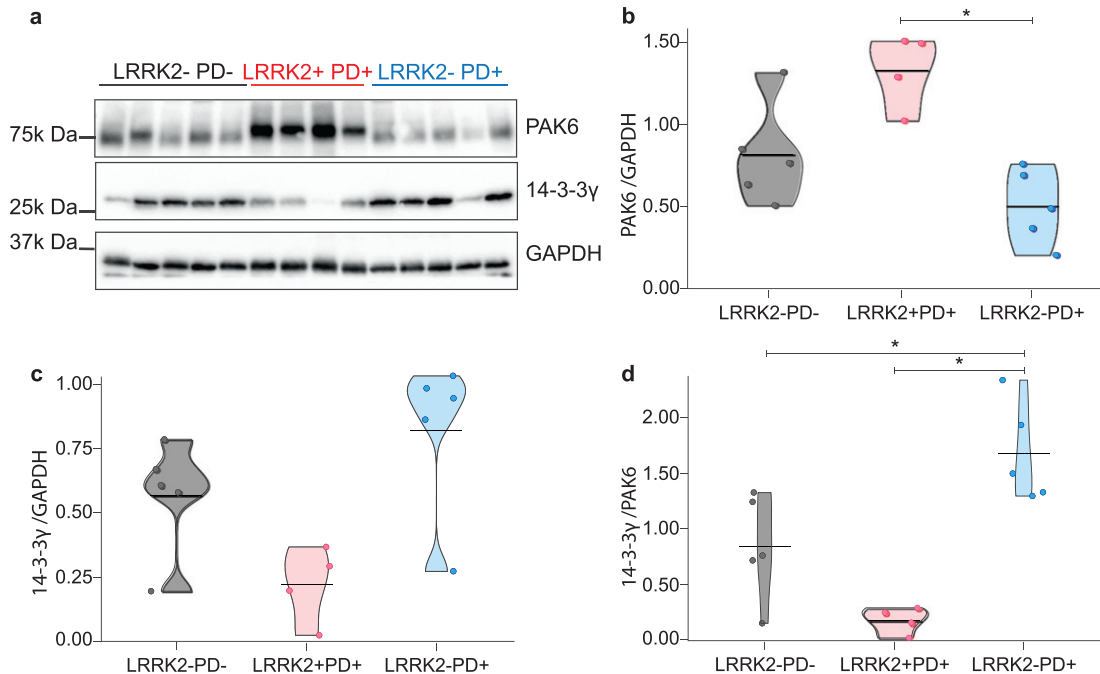 a
LRRK2- PD- LRRK2+ PD+ LRRK2- PD+
75k Da PAK6
25k Da 14-3-3γ
37k Da GAPDH
b
*
PAK6 /GAPDH
1.50
1.00
0.50
0.00
LRRK2-PD- LRRK2+PD+ LRRK2-PD+
c
14-3-3γ /GAPDH
1.00
0.75
0.50
0.25
0.00
LRRK2-PD- LRRK2+PD+ LRRK2-PD+
d
*
*
14-3-3γ /PAK6
2.00
1.50
1.00
0.50
0.00
LRRK2-PD- LRRK2+PD+ LRRK2-PD+